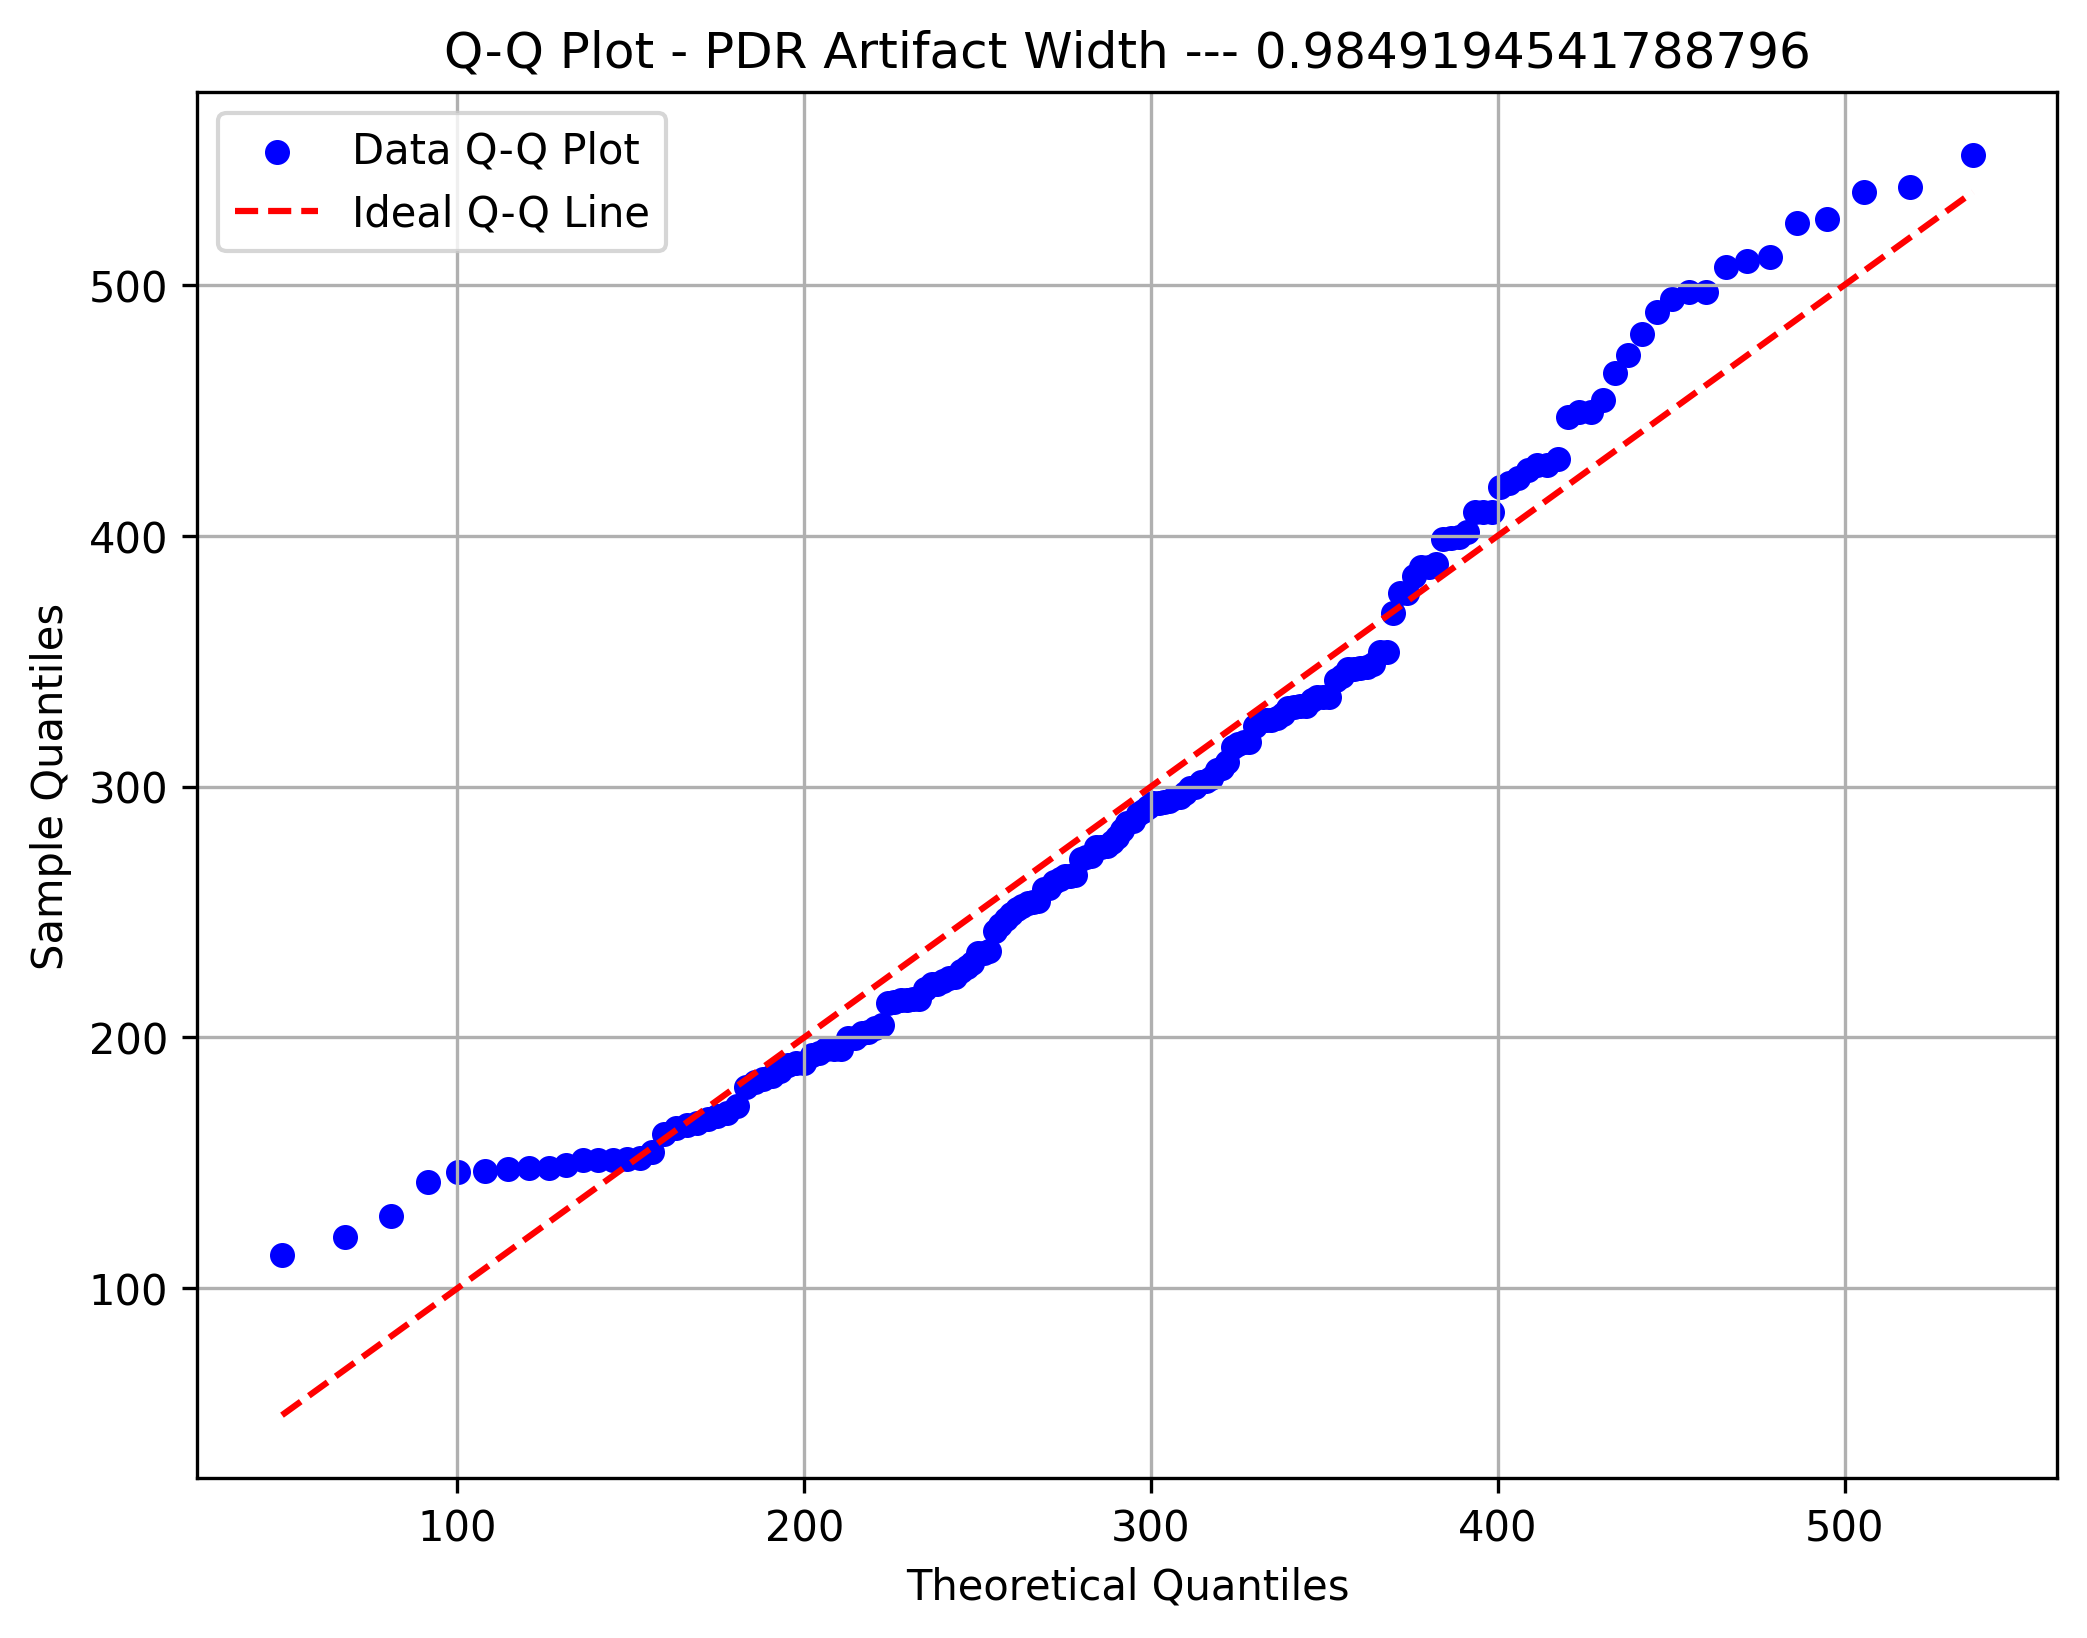 Q-Q Plot - PDR Artifact Width --- 0.9849194541788796
Data Q-Q Plot
Ideal Q-Q Line
500
400
300
200
100
Sample Quantiles
100 200 300 400 500
Theoretical Quantiles